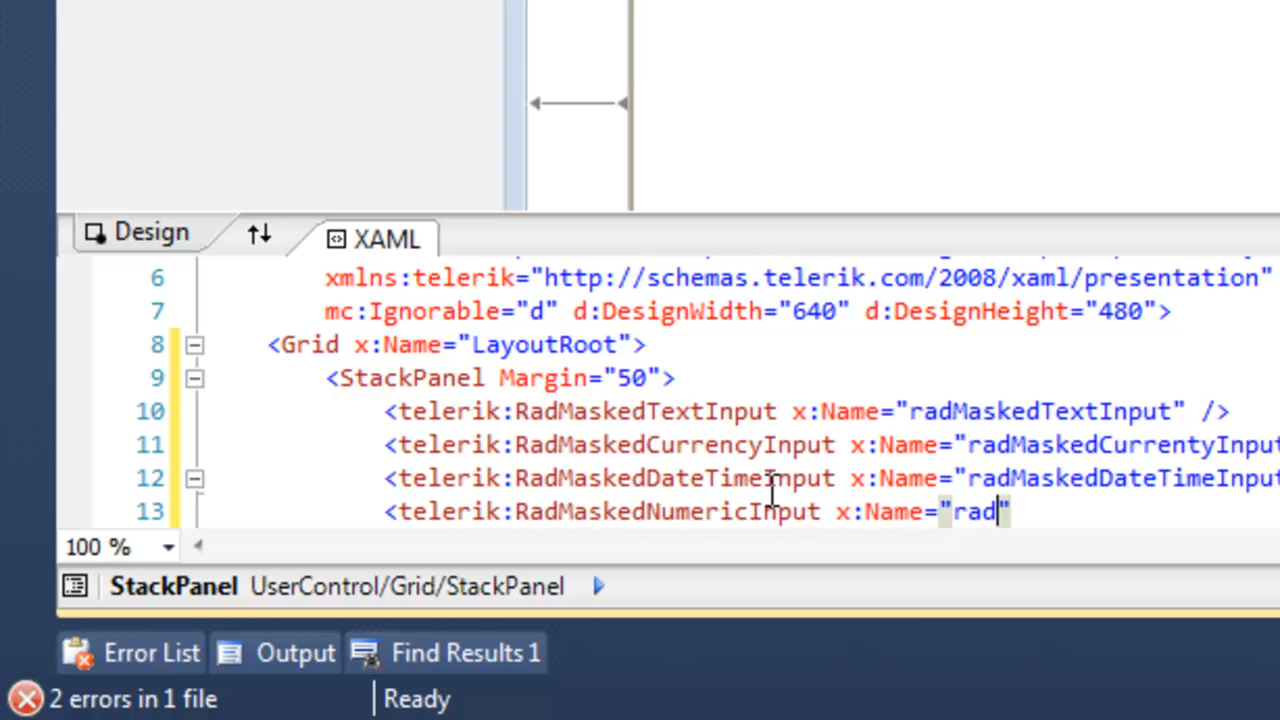 Design
XAML
6 xmlns:telerik="http://schemas.telerik.com/2008/xaml/presentation"
7 mc:Ignorable="d" d:DesignWidth="640" d:DesignHeight="480">
8 <Grid x:Name="LayoutRoot">
9 <StackPanel Margin="50">
10 <telerik:RadMaskedTextInput x:Name="radMaskedTextInput" />
11 <telerik:RadMaskedCurrencyInput x:Name="radMaskedCurrentyInput
12 <telerik:RadMaskedDateTimeInput x:Name="radMaskedDateTimeInput
13 <telerik:RadMaskedNumericInput x:Name="rad"
100 %
StackPanel UserControl/Grid/StackPanel
Error List Output Find Results 1
2 errors in 1 file Ready